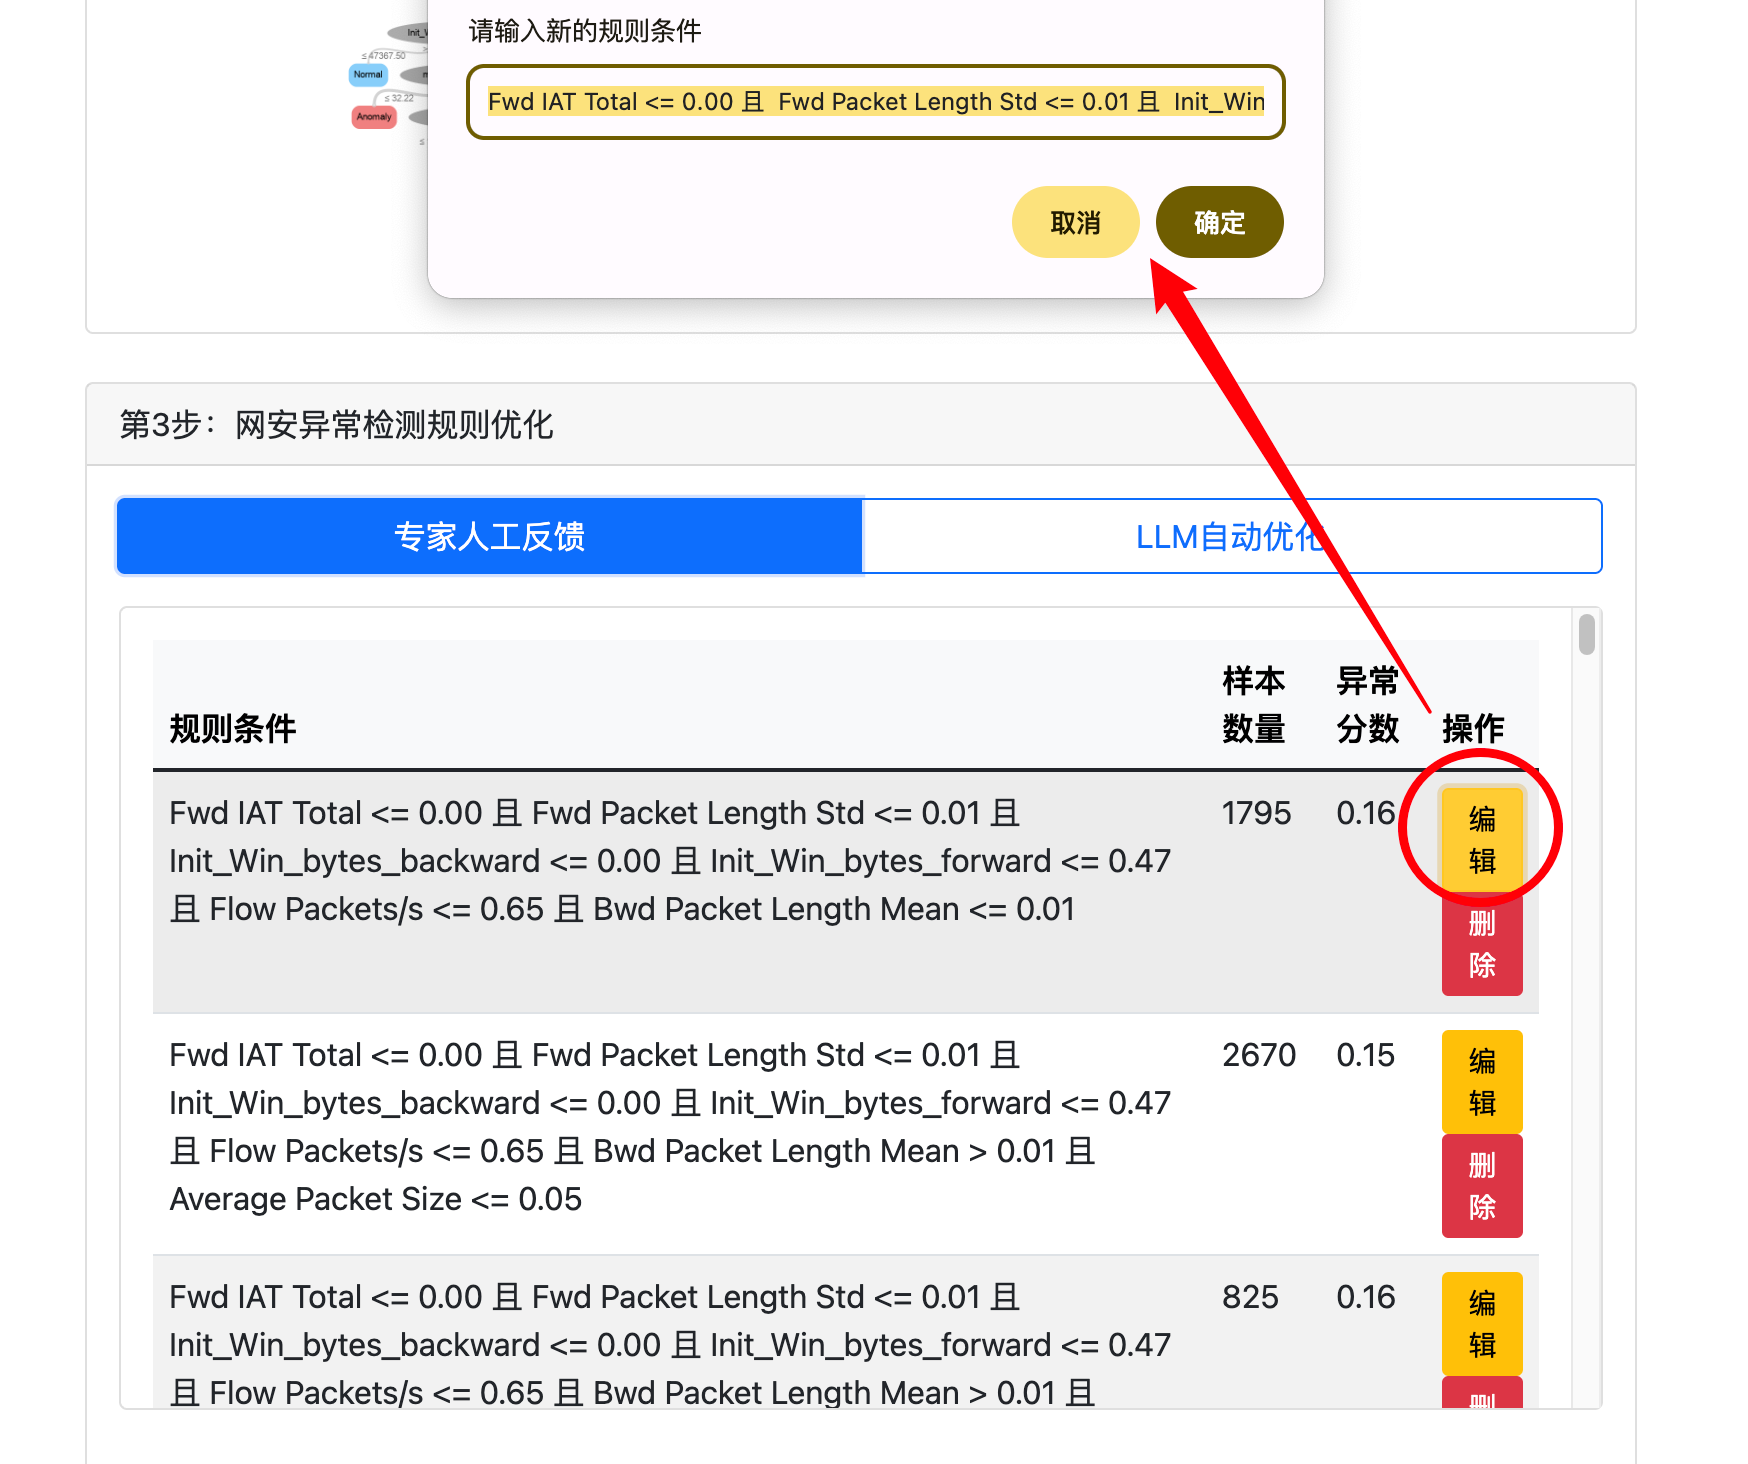 请输入新的规则条件
≤ 47367.50
Normal
≤ 32.22
Anomaly
≤
Fwd IAT Total <= 0.00 且  Fwd Packet Length Std <= 0.01 且  Init_Win
取消
确定
第3步：网安异常检测规则优化
专家人工反馈
LLM自动优化
规则条件
样本
数量
异常
分数
操作
Fwd IAT Total <= 0.00 且 Fwd Packet Length Std <= 0.01 且
Init_Win_bytes_backward <= 0.00 且 Init_Win_bytes_forward <= 0.47
且 Flow Packets/s <= 0.65 且 Bwd Packet Length Mean <= 0.01
1795
0.16
编
辑
删
除
Fwd IAT Total <= 0.00 且 Fwd Packet Length Std <= 0.01 且
Init_Win_bytes_backward <= 0.00 且 Init_Win_bytes_forward <= 0.47
且 Flow Packets/s <= 0.65 且 Bwd Packet Length Mean > 0.01 且
Average Packet Size <= 0.05
2670
0.15
编
辑
删
除
Fwd IAT Total <= 0.00 且 Fwd Packet Length Std <= 0.01 且
Init_Win_bytes_backward <= 0.00 且 Init_Win_bytes_forward <= 0.47
且 Flow Packets/s <= 0.65 且 Bwd Packet Length Mean > 0.01 且
825
0.16
编
辑
删